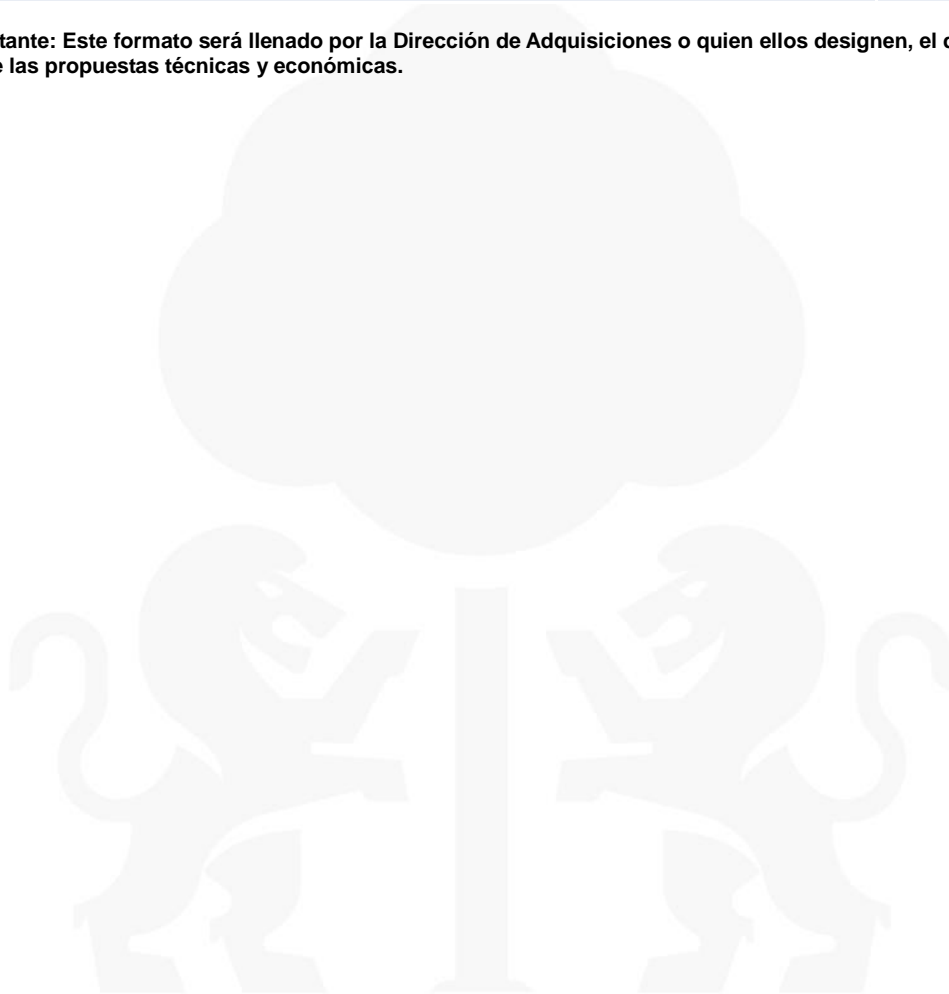 tante: Este formato será llenado por la Dirección de Adquisiciones o quien ellos designen, el
las propuestas técnicas y económicas.